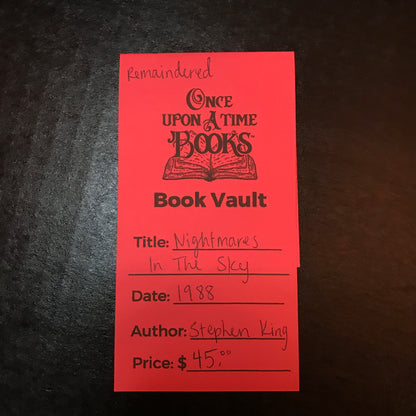 Remaindered
ONCE
UPON A TIME
BOOKS™
Book Vault
Title: Nightmares
In The Sky
Date: 1988
Author: Stephen King
Price: $ 45.00